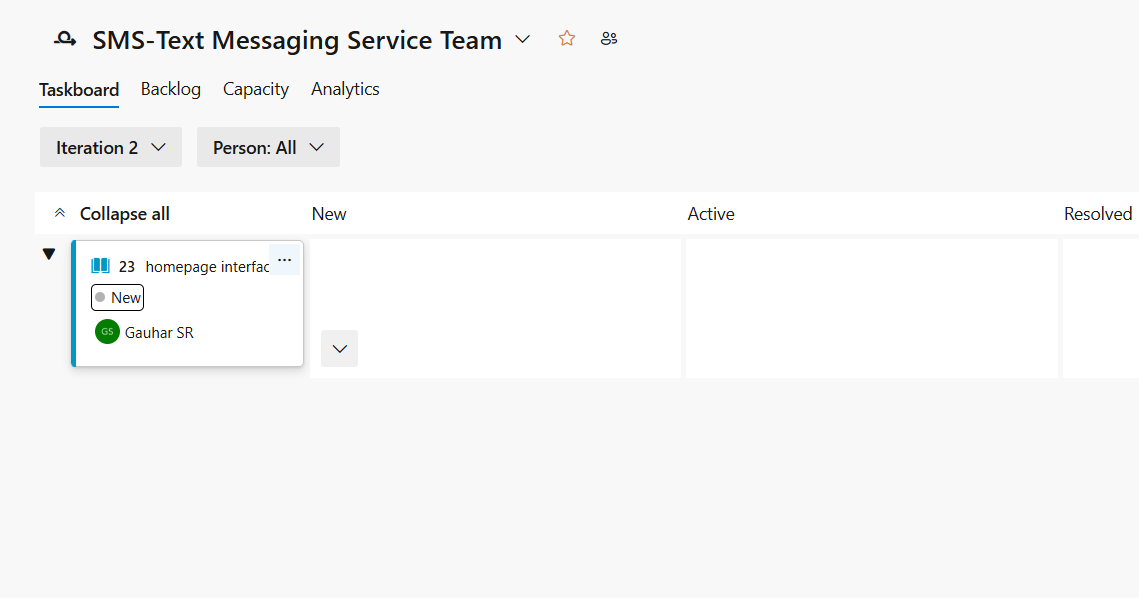 SMS-Text Messaging Service Team
Taskboard Backlog Capacity Analytics
Iteration 2 Person: All
Collapse all New Active Resolved
23 homepage interfac
New
GS Gauhar SR